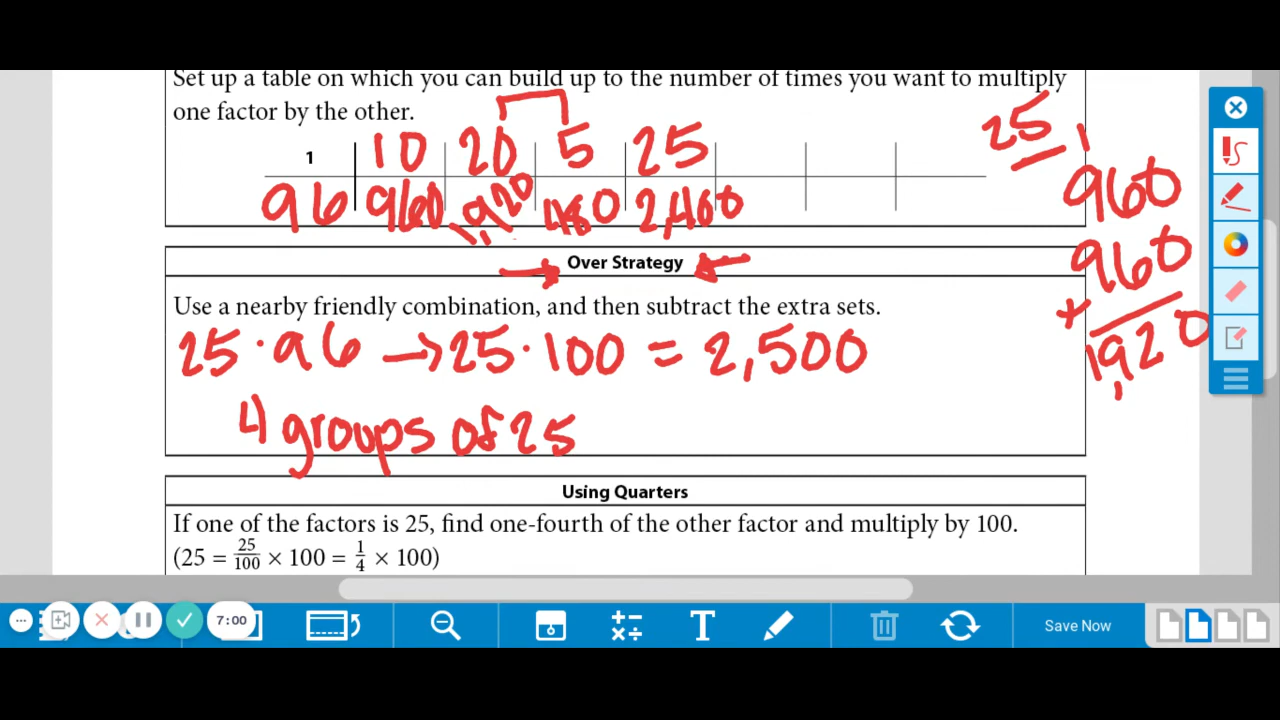 Set up a table on which you can build up to the number of times you want to multiply
one factor by the other.
1 10 20 5 25
96 960 1,920 480 2,400
25
1
960
960
+
1,920
Over Strategy
Use a nearby friendly combination, and then subtract the extra sets.
25 · 96 → 25 · 100 = 2,500
4 groups of 25
Using Quarters
If one of the factors is 25, find one-fourth of the other factor and multiply by 100.
(25 = 25/100 × 100 = 1/4 × 100)
7:00
T
Save Now